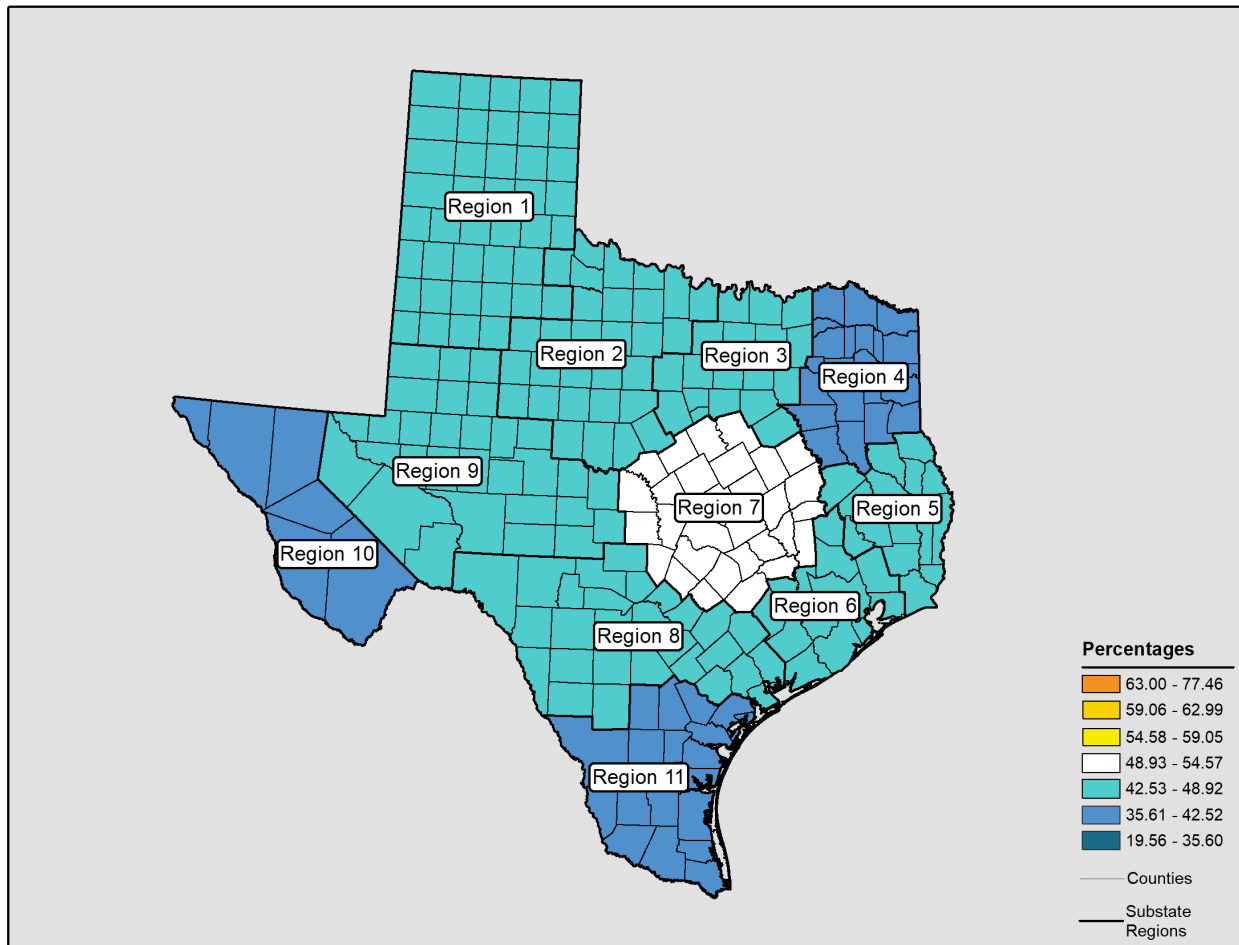 Region 1
Region 2
Region 3
Region 4
Region 9
Region 7
Region 5
Region 10
Region 6
Region 8
Region 11
Percentages
63.00 - 77.46
59.06 - 62.99
54.58 - 59.05
48.93 - 54.57
42.53 - 48.92
35.61 - 42.52
19.56 - 35.60
Counties
Substate
Regions